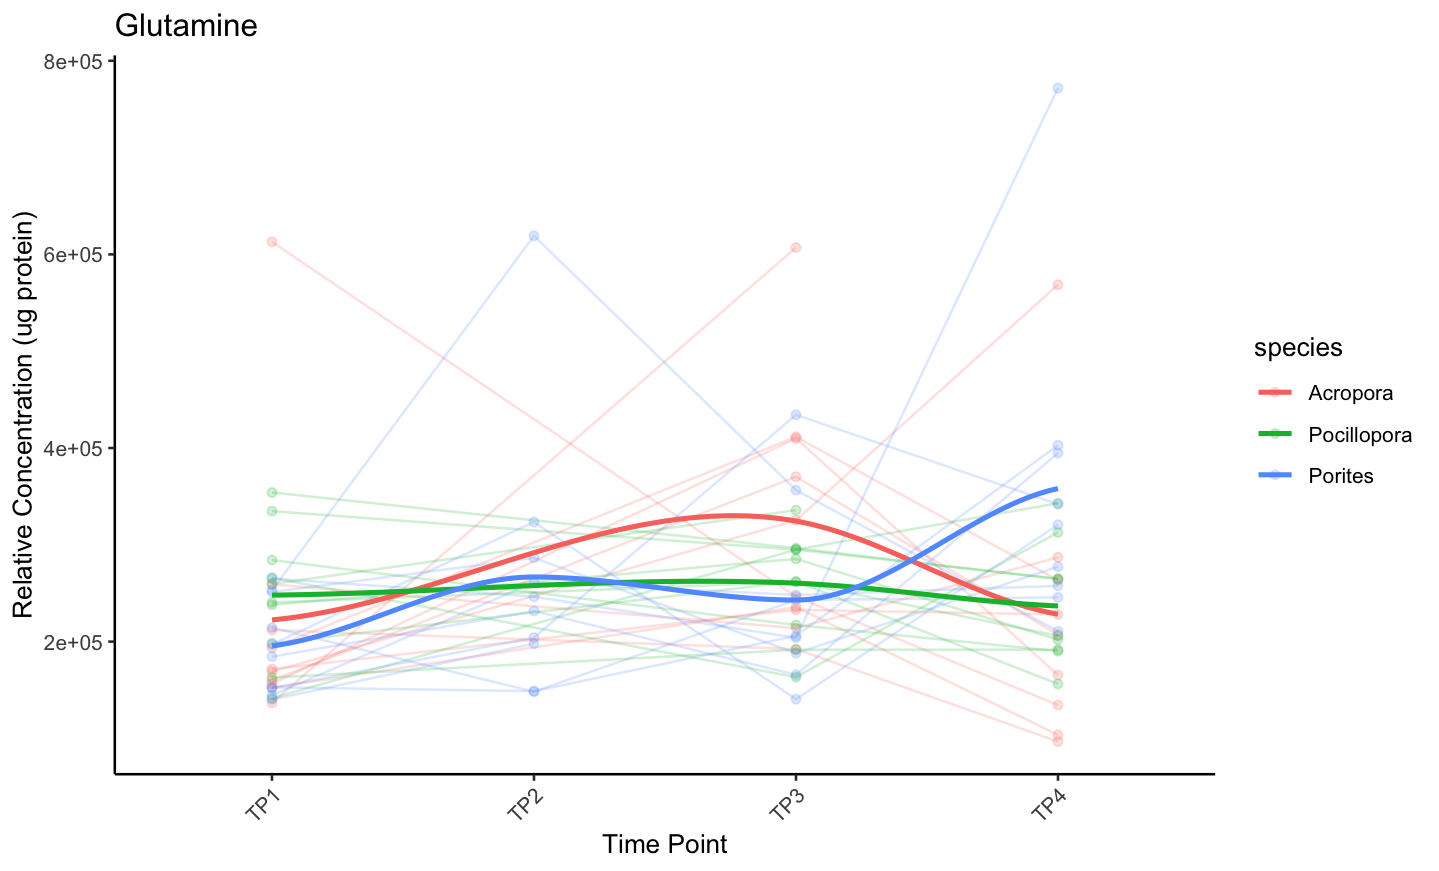 Glutamine
8e+05
6e+05
4e+05
2e+05
Relative Concentration (ug protein)
TP1
TP2
TP3
TP4
Time Point
species
Acropora
Pocillopora
Porites